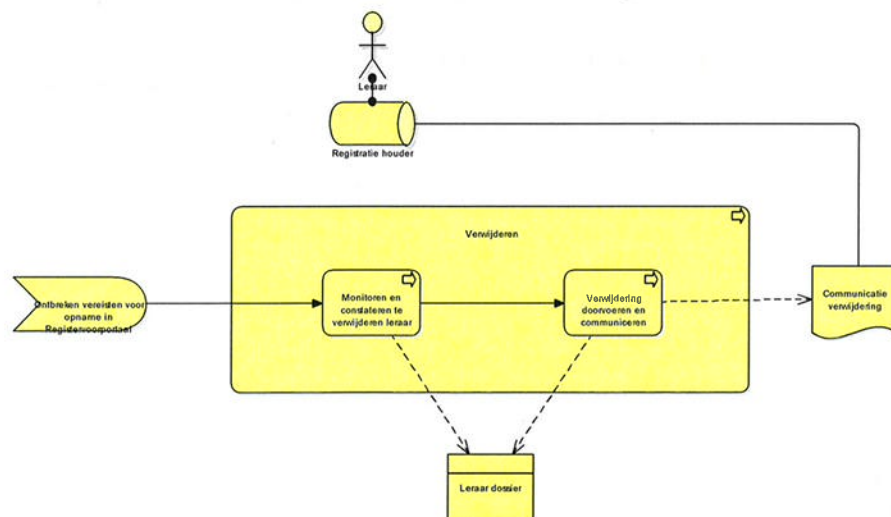 Leraar
Registratie houder
Verwijderen
Ontbreken vereisten voor
opname in
Registervoorportaal
Monitoren en
constateren te
verwijderen leraar
Verwijdering
doorvoeren en
communiceren
Communicatie
verwijdering
Leraar dossier